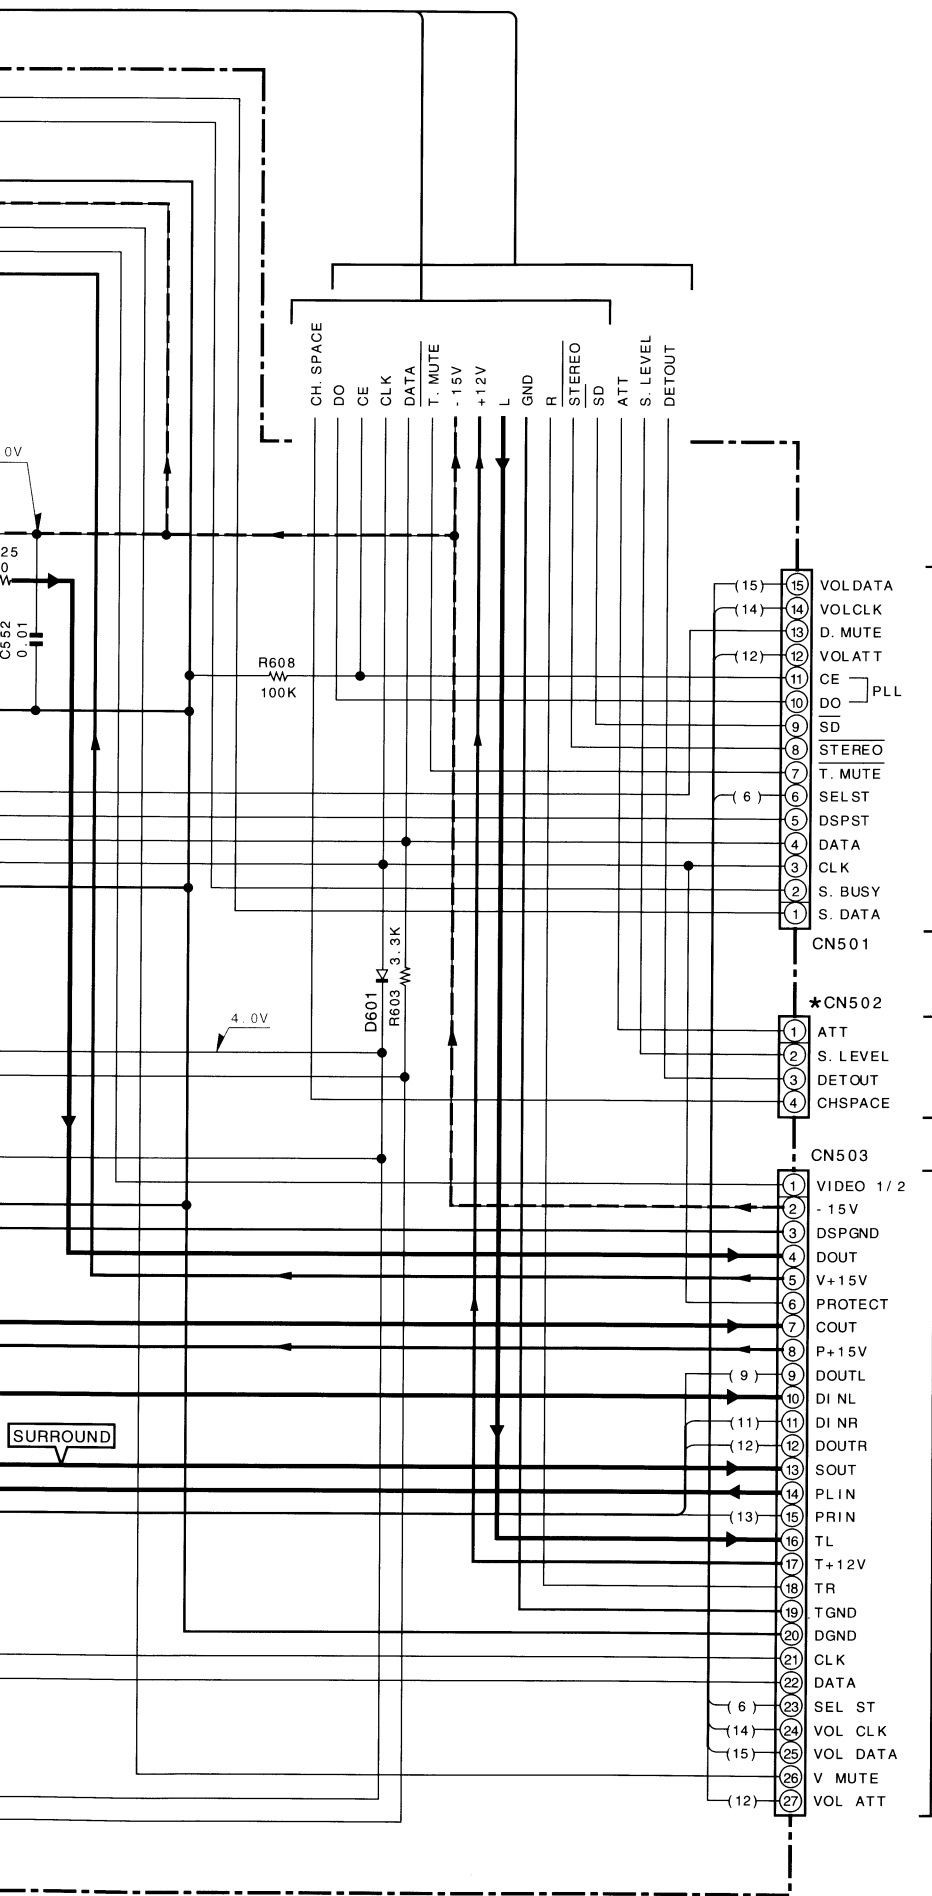 CH. SPACE
DO
CE
CLK
DATA
T. MUTE
-15V
+12V
L
GND
R
STEREO
SD
ATT
S. LEVEL
DETOUT
0V
25
0
C552
0.01
R608
100K
(15) 15 VOLDATA
(14) 14 VOLCLK
13 D. MUTE
(12) 12 VOLATT
11 CE
10 DO
PLL
9 SD
8 STEREO
7 T. MUTE
(6) 6 SELST
5 DSPST
4 DATA
3 CLK
2 S. BUSY
1 S. DATA
CN501
D601
R603 3.3K
4.0V
★CN502
1 ATT
2 S. LEVEL
3 DETOUT
4 CHSPACE
CN503
1 VIDEO 1/2
2 -15V
3 DSPGND
4 DOUT
5 V+15V
6 PROTECT
7 COUT
8 P+15V
(9) 9 DOUTL
10 DINL
(11) 11 DINR
(12) 12 DOUTR
SURROUND
13 SOUT
14 PLIN
(13) 15 PRIN
16 TL
17 T+12V
18 TR
19 TGND
20 DGND
21 CLK
22 DATA
(6) 23 SEL ST
(14) 24 VOL CLK
(15) 25 VOL DATA
26 V MUTE
(12) 27 VOL ATT